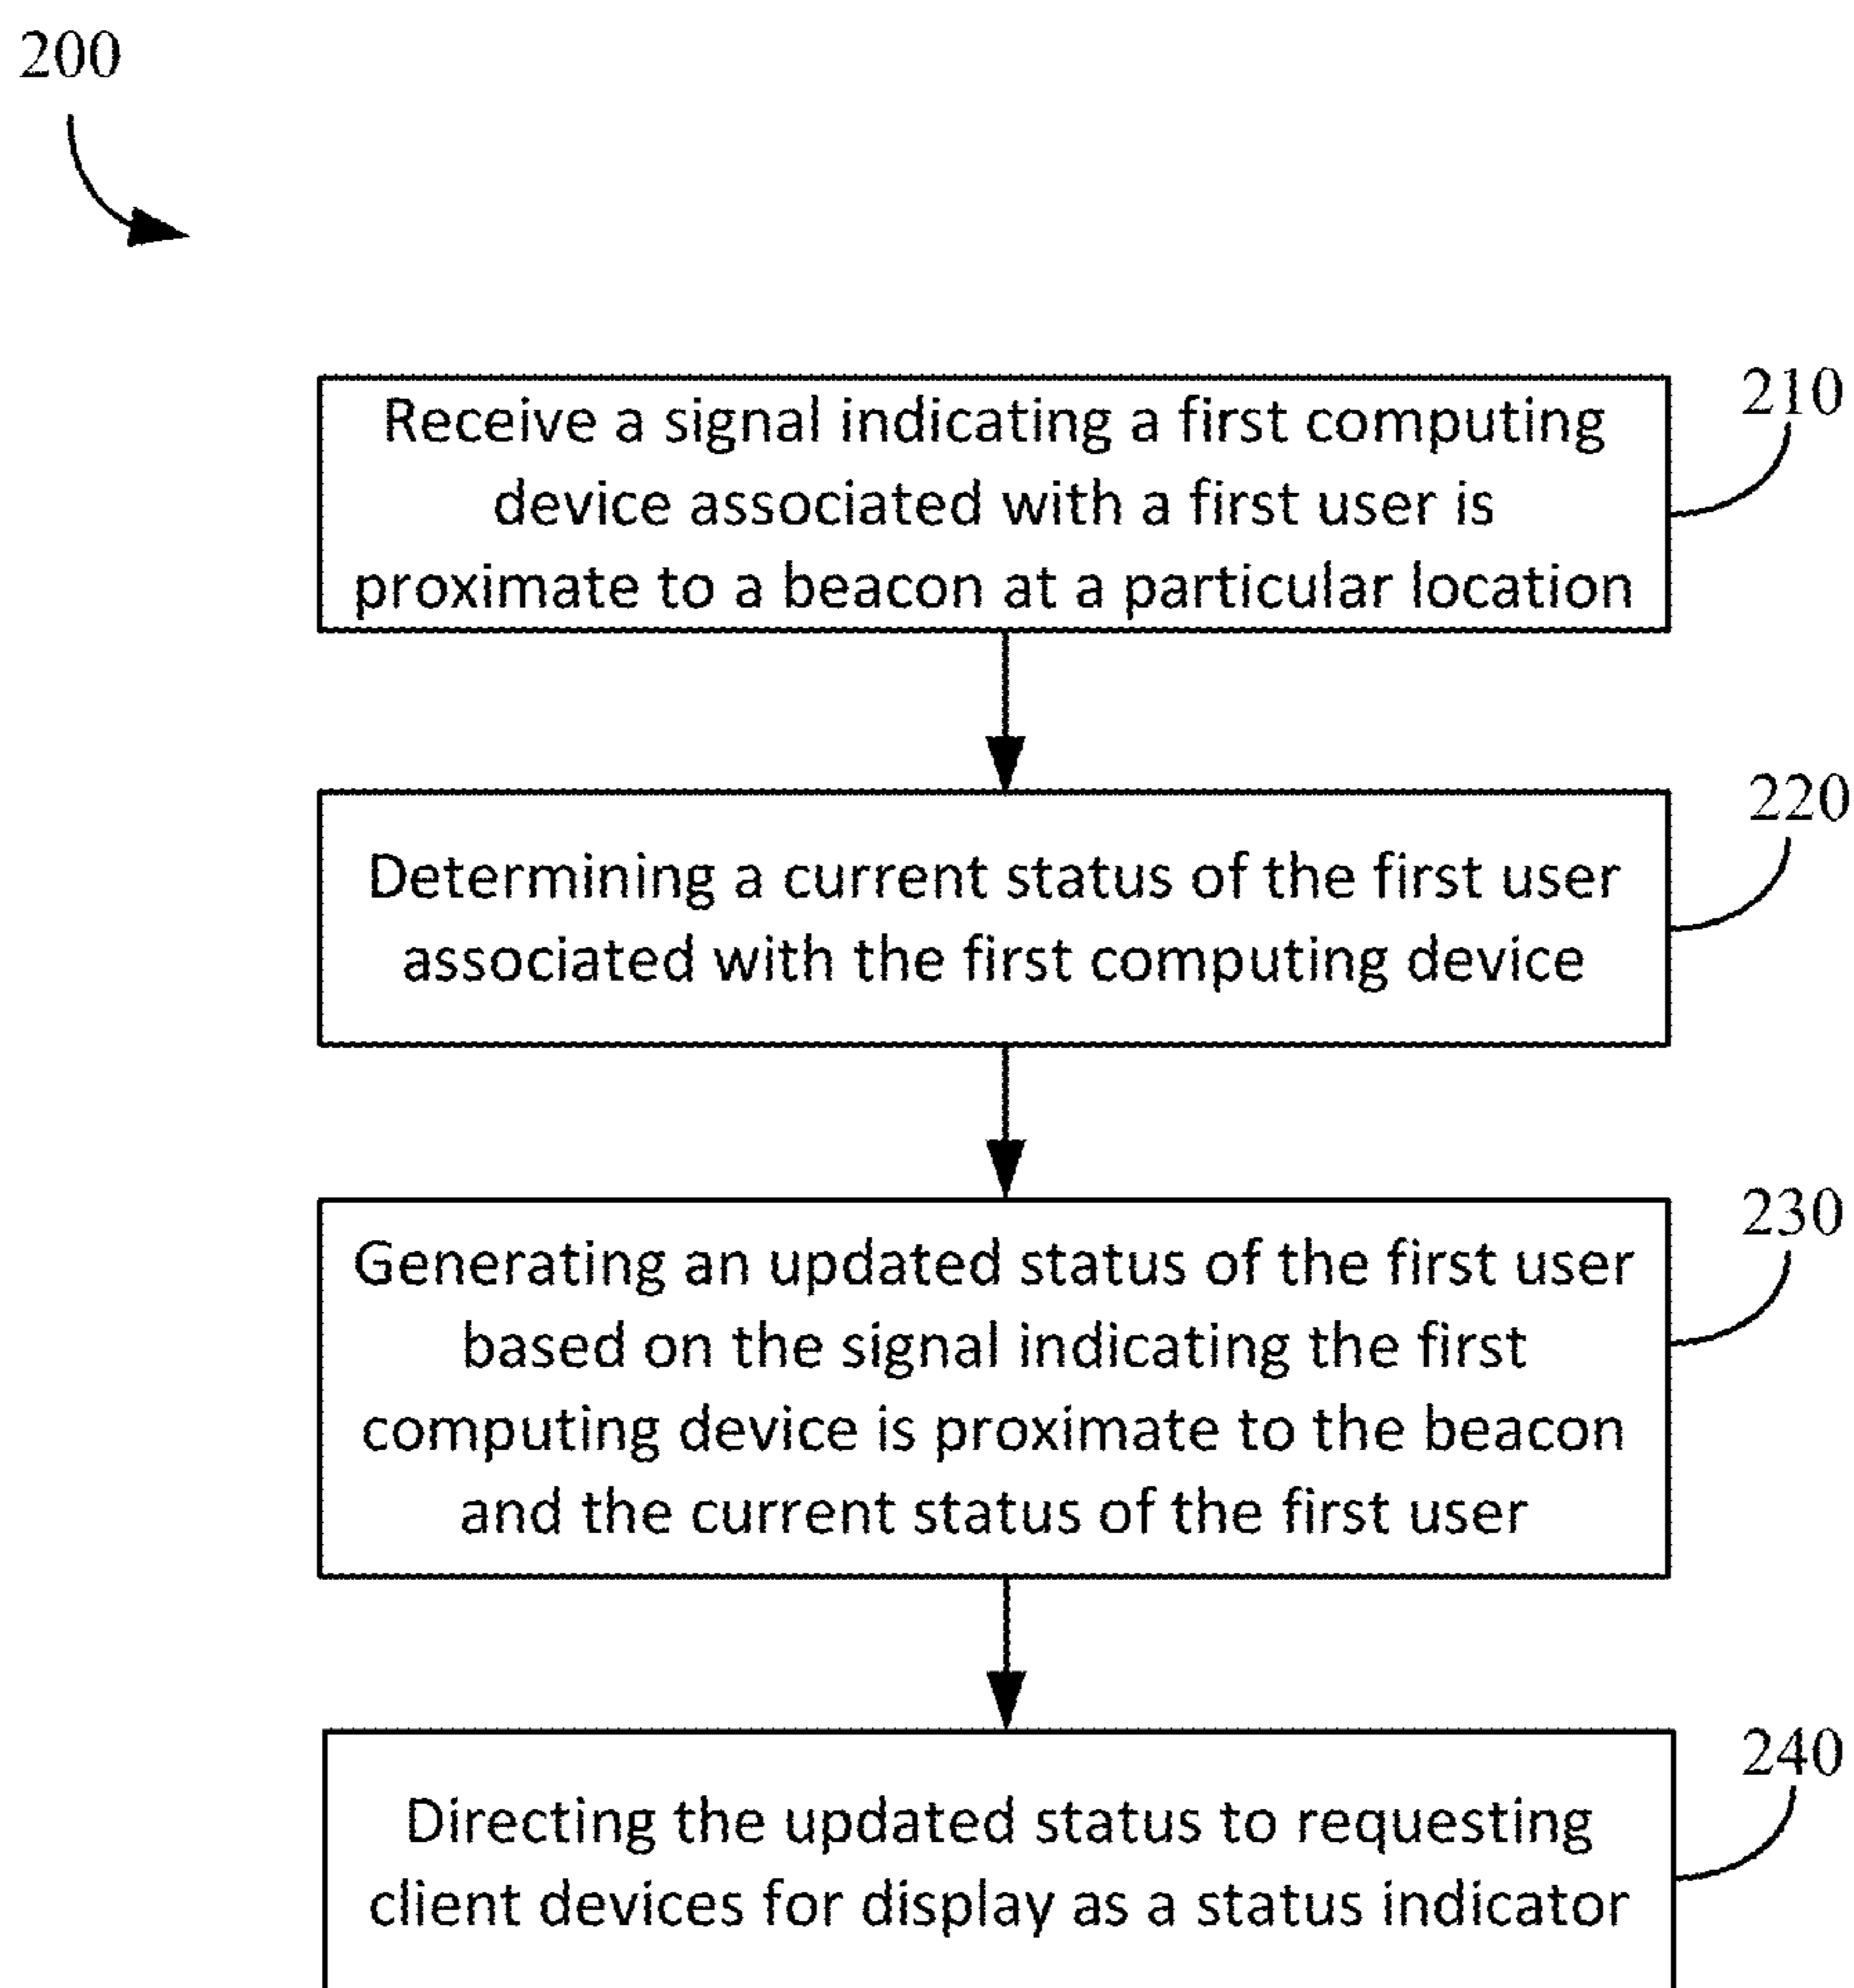 200
Receive a signal indicating a first computing
device associated with a first user is
proximate to a beacon at a particular location
210
Determining a current status of the first user
associated with the first computing device
220
Generating an updated status of the first user
based on the signal indicating the first
computing device is proximate to the beacon
and the current status of the first user
230
Directing the updated status to requesting
client devices for display as a status indicator
240